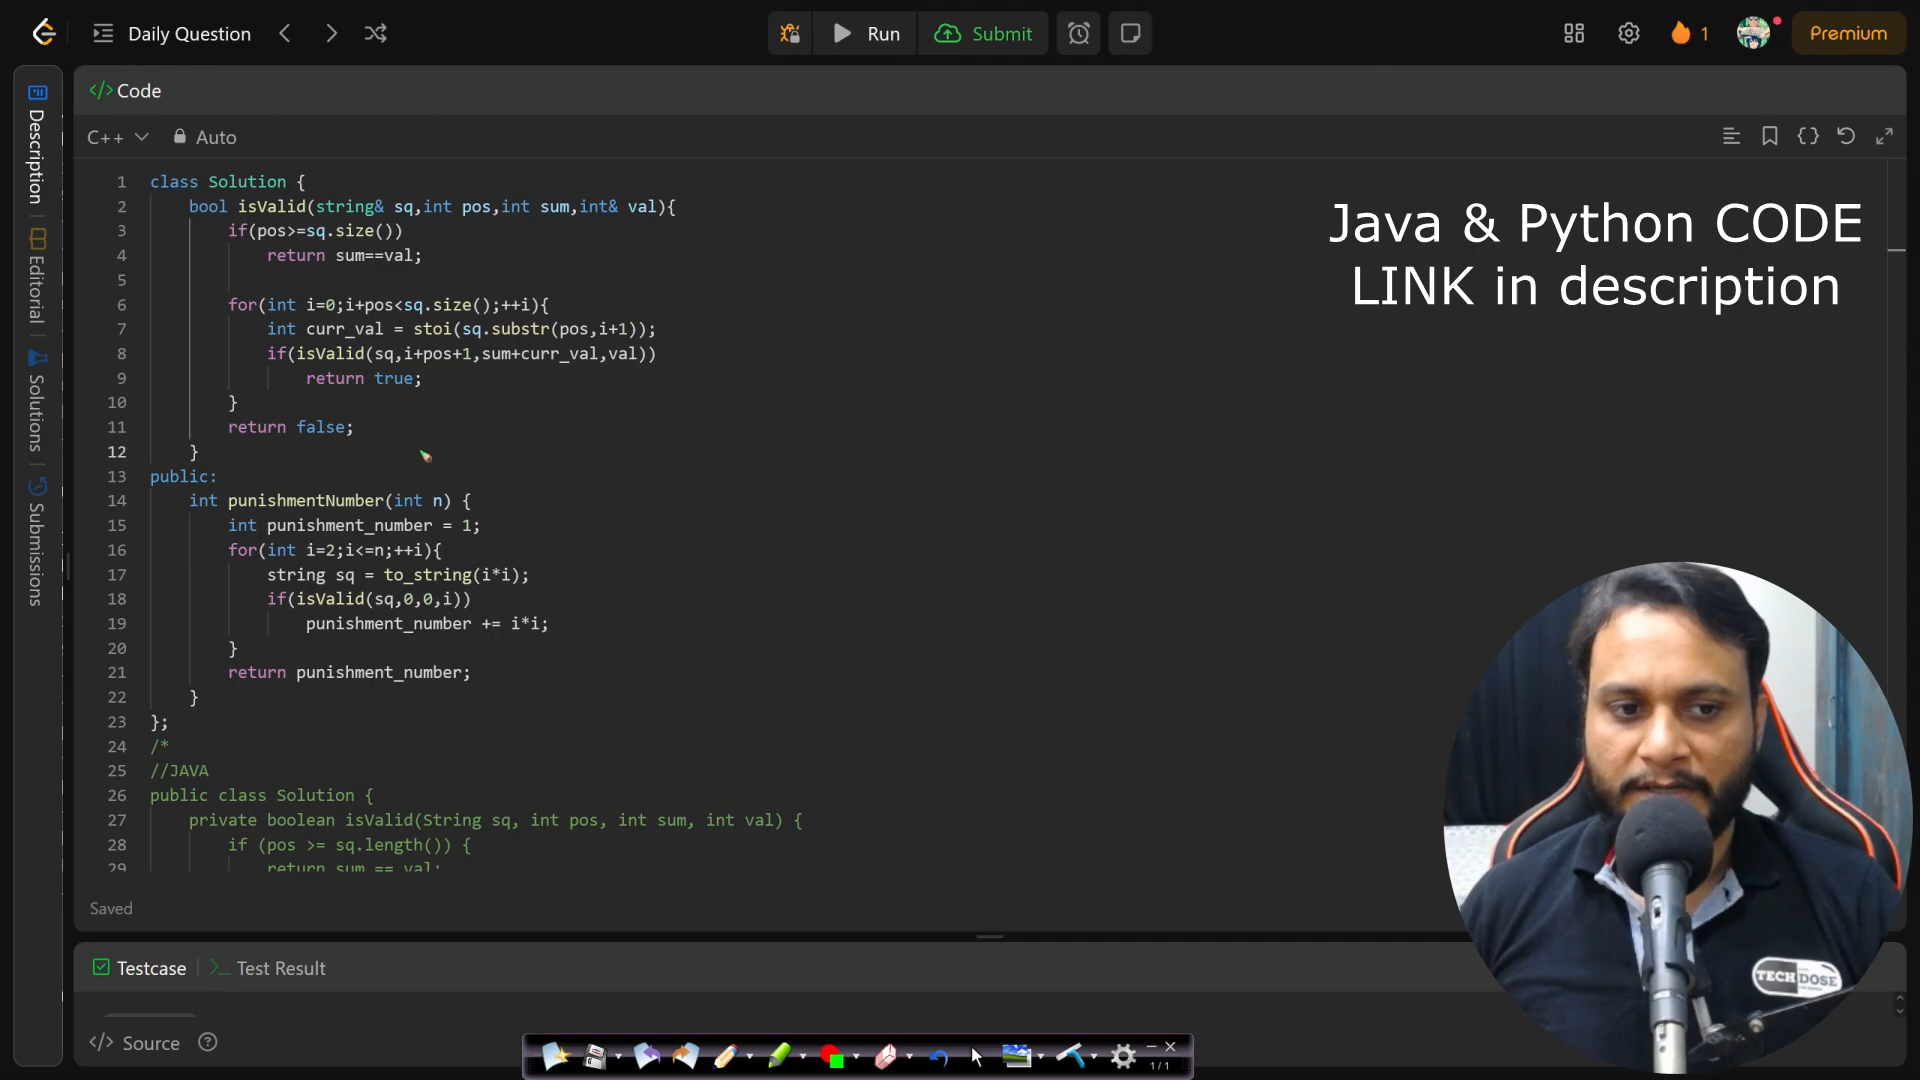 Daily Question
Run
Submit
1
Premium
Description
Editorial
Solutions
Submissions
</> Code
C++
Auto
Java & Python CODE
LINK in description
1 class Solution {
2 bool isValid(string& sq,int pos,int sum,int& val){
3 if(pos>=sq.size())
4 return sum==val;
5
6 for(int i=0;i+pos<sq.size();++i){
7 int curr_val = stoi(sq.substr(pos,i+1));
8 if(isValid(sq,i+pos+1,sum+curr_val,val))
9 return true;
10 }
11 return false;
12 }
13 public:
14 int punishmentNumber(int n) {
15 int punishment_number = 1;
16 for(int i=2;i<=n;++i){
17 string sq = to_string(i*i);
18 if(isValid(sq,0,0,i))
19 punishment_number += i*i;
20 }
21 return punishment_number;
22 }
23 };
24 /*
25 //JAVA
26 public class Solution {
27 private boolean isValid(String sq, int pos, int sum, int val) {
28 if (pos >= sq.length()) {
29 return sum == val;
Saved
Testcase
Test Result
</> Source
1/1
TECH DOSE